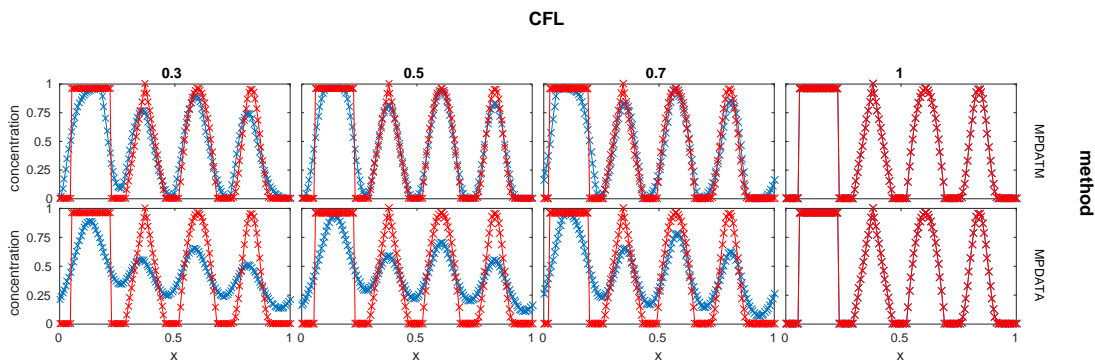 CFL
0.3 0.5 0.7 1
1
0.75
0.5
0.25
0
concentration
MPDATM
method
1
0.75
0.5
0.25
0
concentration
MPDATA
0 0.5 1 0 0.5 1 0 0.5 1 0 0.5 1
x x x x